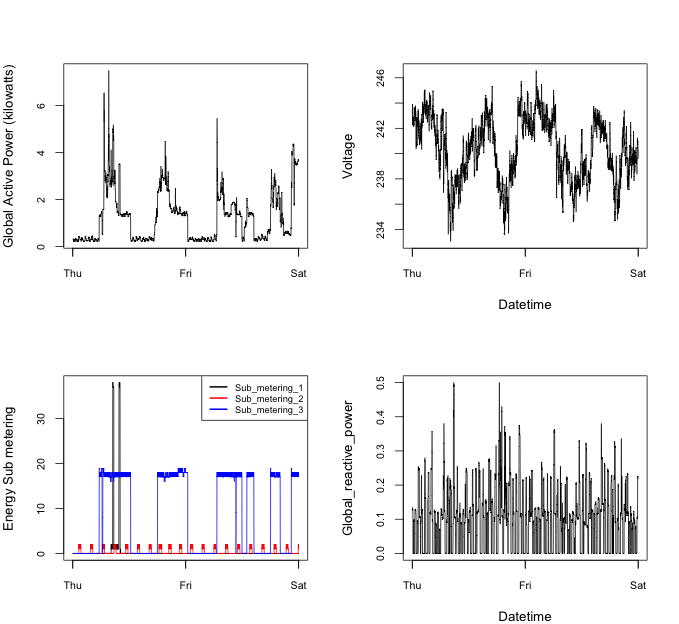 Global Active Power (kilowatts)
0 2 4 6
Thu Fri Sat
Voltage
234 238 242 246
Thu Fri Sat
Datetime
Energy Sub metering
0 10 20 30
Sub_metering_1
Sub_metering_2
Sub_metering_3
Thu Fri Sat
Global_reactive_power
0.0 0.1 0.2 0.3 0.4 0.5
Thu Fri Sat
Datetime